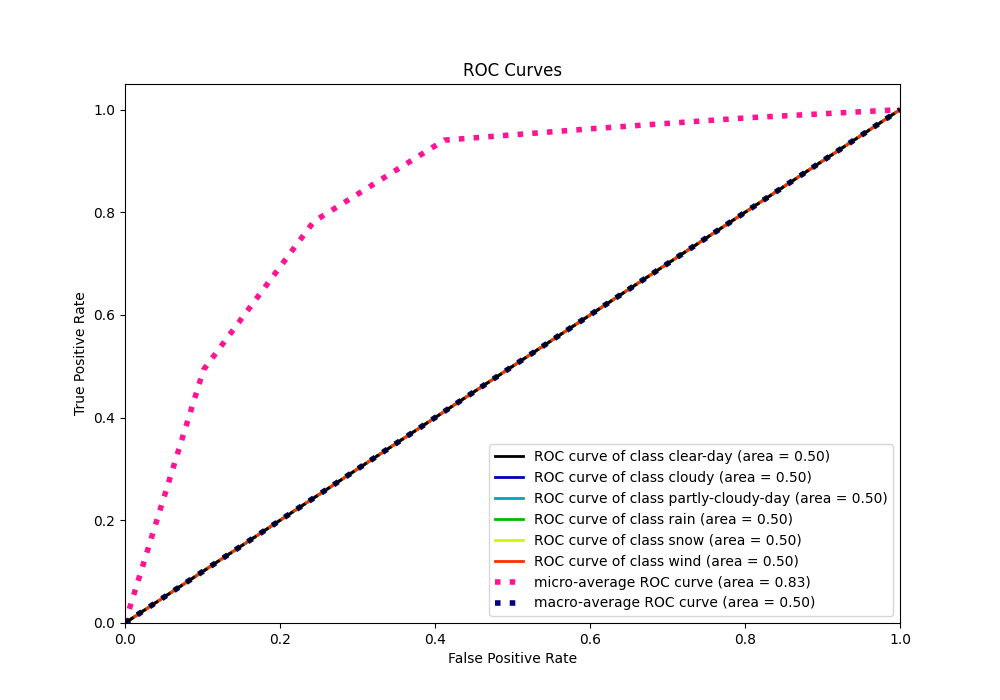 ROC Curves
True Positive Rate
1.0
0.8
0.6
0.4
0.2
0.0
ROC curve of class clear-day (area = 0.50)
ROC curve of class cloudy (area = 0.50)
ROC curve of class partly-cloudy-day (area = 0.50)
ROC curve of class rain (area = 0.50)
ROC curve of class snow (area = 0.50)
ROC curve of class wind (area = 0.50)
micro-average ROC curve (area = 0.83)
macro-average ROC curve (area = 0.50)
0.0 0.2 0.4 0.6 0.8 1.0
False Positive Rate